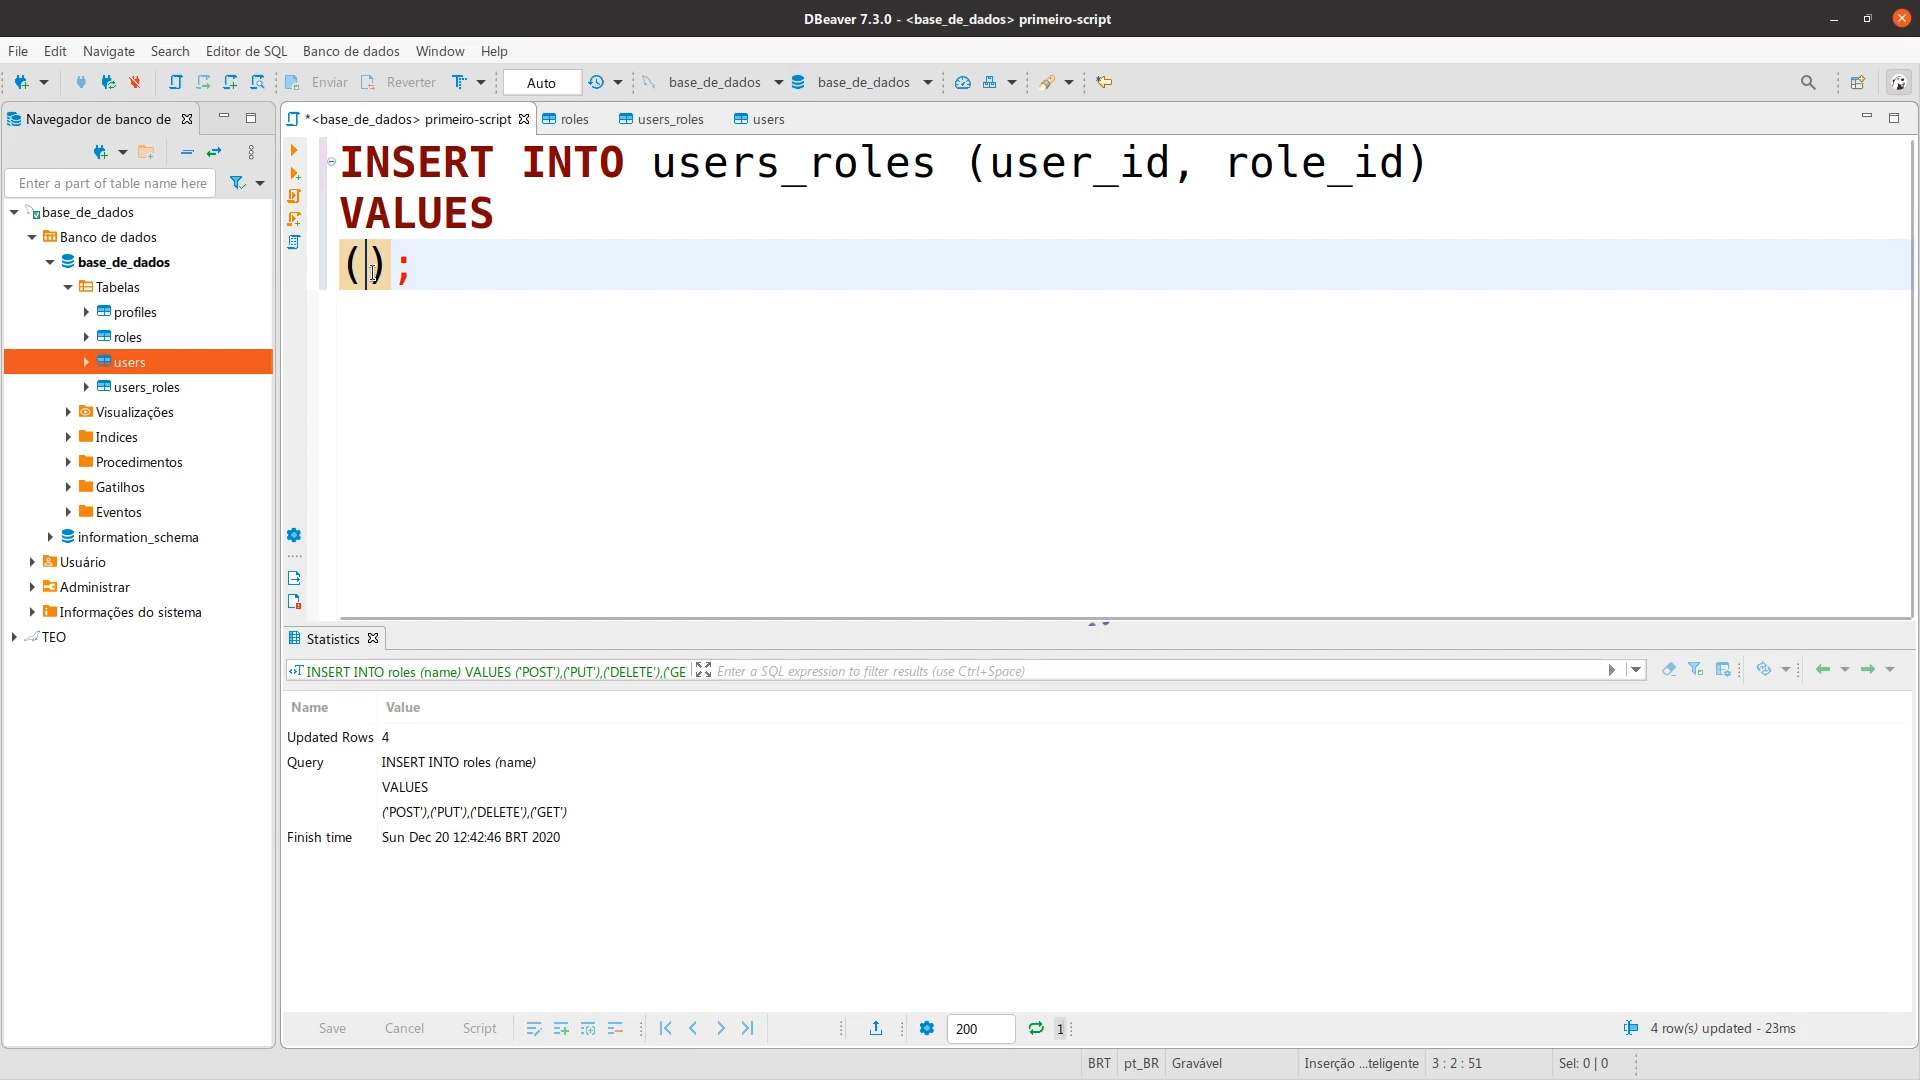 DBeaver 7.3.0 - <base_de_dados> primeiro-script
File Edit Navigate Search Editor de SQL Banco de dados Window Help
Enviar Reverter Auto base_de_dados base_de_dados
Navegador de banco de
*<base_de_dados> primeiro-script roles users_roles users
Enter a part of table name here
base_de_dados
Banco de dados
base_de_dados
Tabelas
profiles
roles
users
users_roles
Visualizações
Indices
Procedimentos
Gatilhos
Eventos
information_schema
Usuário
Administrar
Informações do sistema
TEO
INSERT INTO users_roles (user_id, role_id)
VALUES
();
Statistics
INSERT INTO roles (name) VALUES ('POST'),('PUT'),('DELETE'),('GE Enter a SQL expression to filter results (use Ctrl+Space)
Name Value
Updated Rows 4
Query INSERT INTO roles (name)
VALUES
('POST'),('PUT'),('DELETE'),('GET')
Finish time Sun Dec 20 12:42:46 BRT 2020
Save Cancel Script 200 1 4 row(s) updated - 23ms
BRT pt_BR Gravável Inserção ...teligente 3 : 2 : 51 Sel: 0 | 0